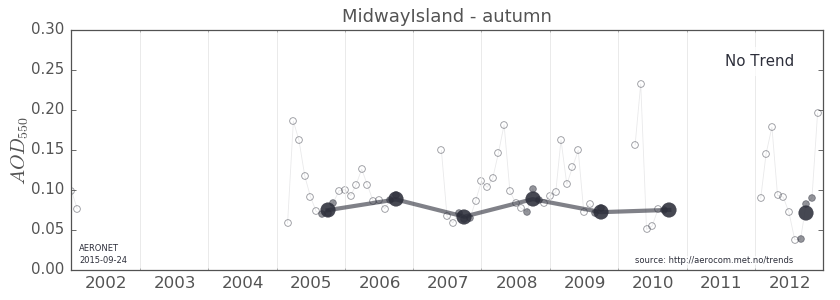 MidwayIsland - autumn
No Trend
0.30
0.25
0.20
0.15
0.10
0.05
0.00
AOD550
AERONET
2015-09-24
source: http://aerocom.met.no/trends
2002 2003 2004 2005 2006 2007 2008 2009 2010 2011 2012